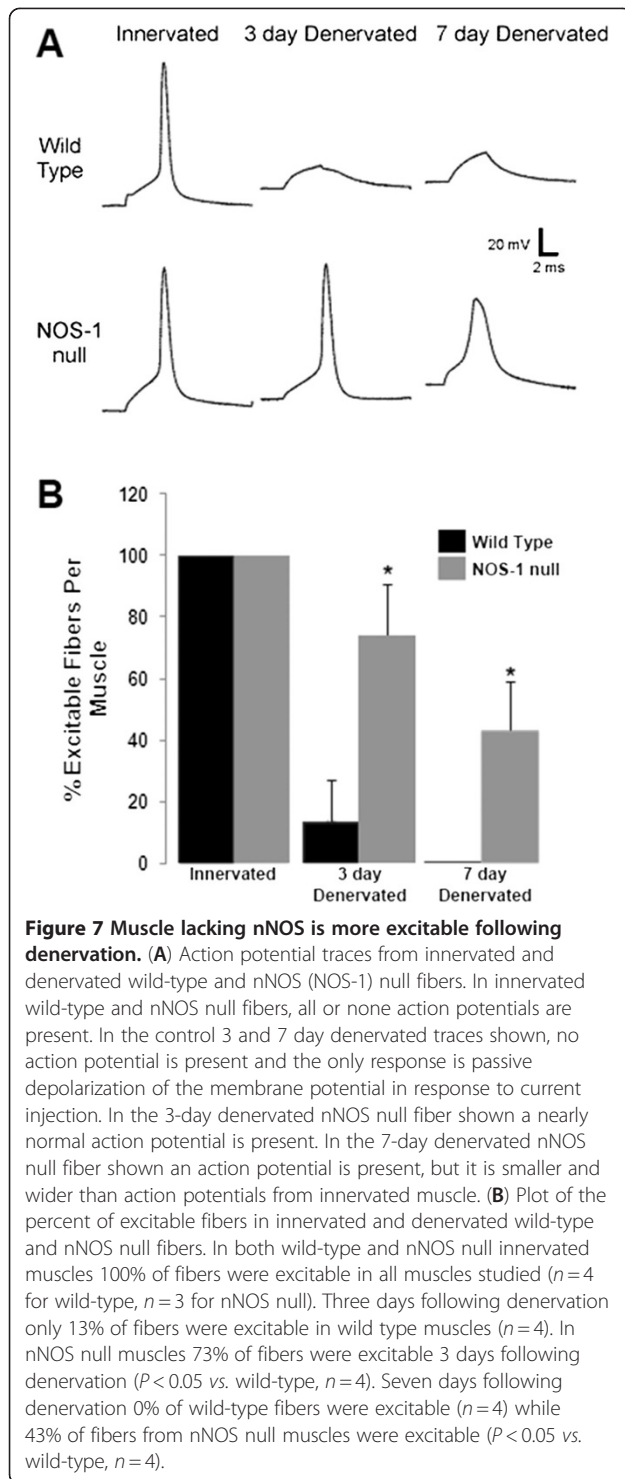 A
Innervated 3 day Denervated 7 day Denervated
Wild
Type
20 mV
2 ms
NOS-1
null
B
120
100
80
60
40
20
0
%Excitable Fibers Per
Muscle
Wild Type
NOS-1 null
*
*
Innervated
3 day
Denervated
7 day
Denervated
Figure 7 Muscle lacking nNOS is more excitable following
denervation. (A) Action potential traces from innervated and
denervated wild-type and nNOS (NOS-1) null fibers. In innervated
wild-type and nNOS null fibers, all or none action potentials are
present. In the control 3 and 7 day denervated traces shown, no
action potential is present and the only response is passive
depolarization of the membrane potential in response to current
injection. In the 3-day denervated nNOS null fiber shown a nearly
normal action potential is present. In the 7-day denervated nNOS
null fiber shown an action potential is present, but it is smaller and
wider than action potentials from innervated muscle. (B) Plot of the
percent of excitable fibers in innervated and denervated wild-type
and nNOS null fibers. In both wild-type and nNOS null innervated
muscles 100% of fibers were excitable in all muscles studied (n = 4
for wild-type, n = 3 for nNOS null). Three days following denervation
only 13% of fibers were excitable in wild type muscles (n = 4). In
nNOS null muscles 73% of fibers were excitable 3 days following
denervation (P < 0.05 vs. wild-type, n = 4). Seven days following
denervation 0% of wild-type fibers were excitable (n = 4) while
43% of fibers from nNOS null muscles were excitable (P < 0.05 vs.
wild-type, n = 4).